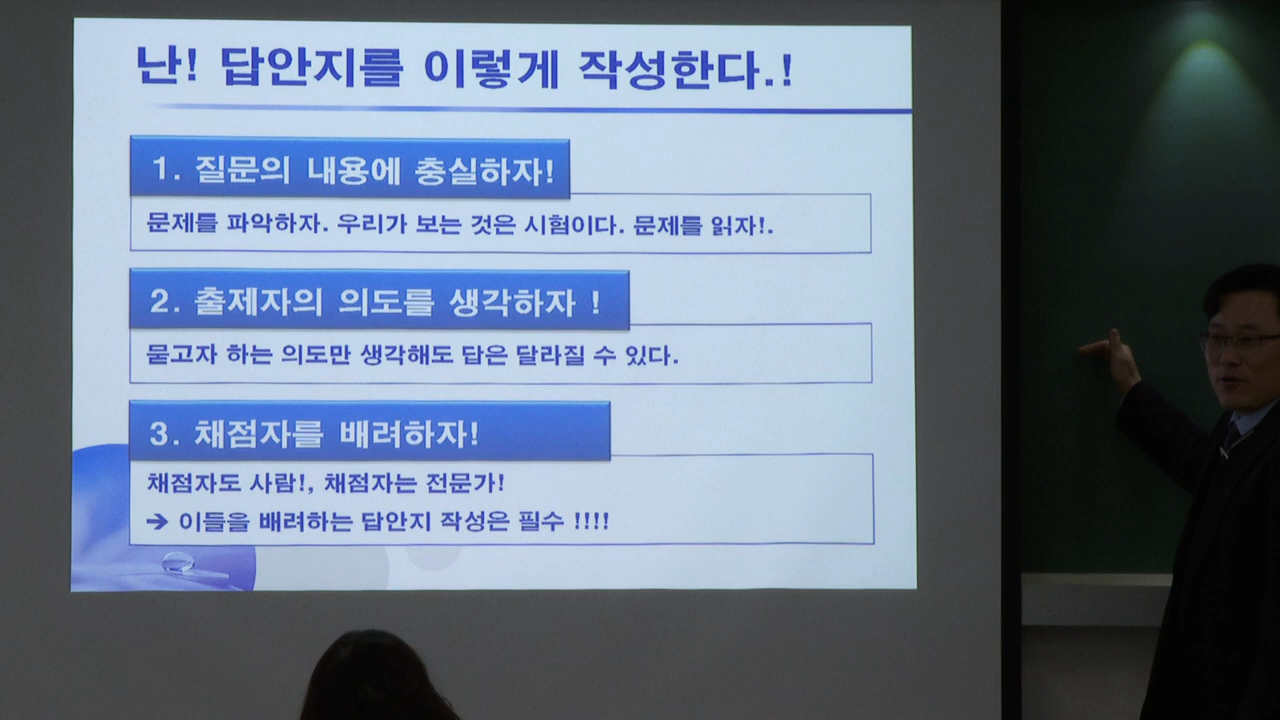 난! 답안지를 이렇게 작성한다.!
1. 질문의 내용에 충실하자!
문제를 파악하자. 우리가 보는 것은 시험이다. 문제를 읽자!.
2. 출제자의 의도를 생각하자 !
묻고자 하는 의도만 생각해도 답은 달라질 수 있다.
3. 채점자를 배려하자!
채점자도 사람!, 채점자는 전문가!
➔ 이들을 배려하는 답안지 작성은 필수 !!!!